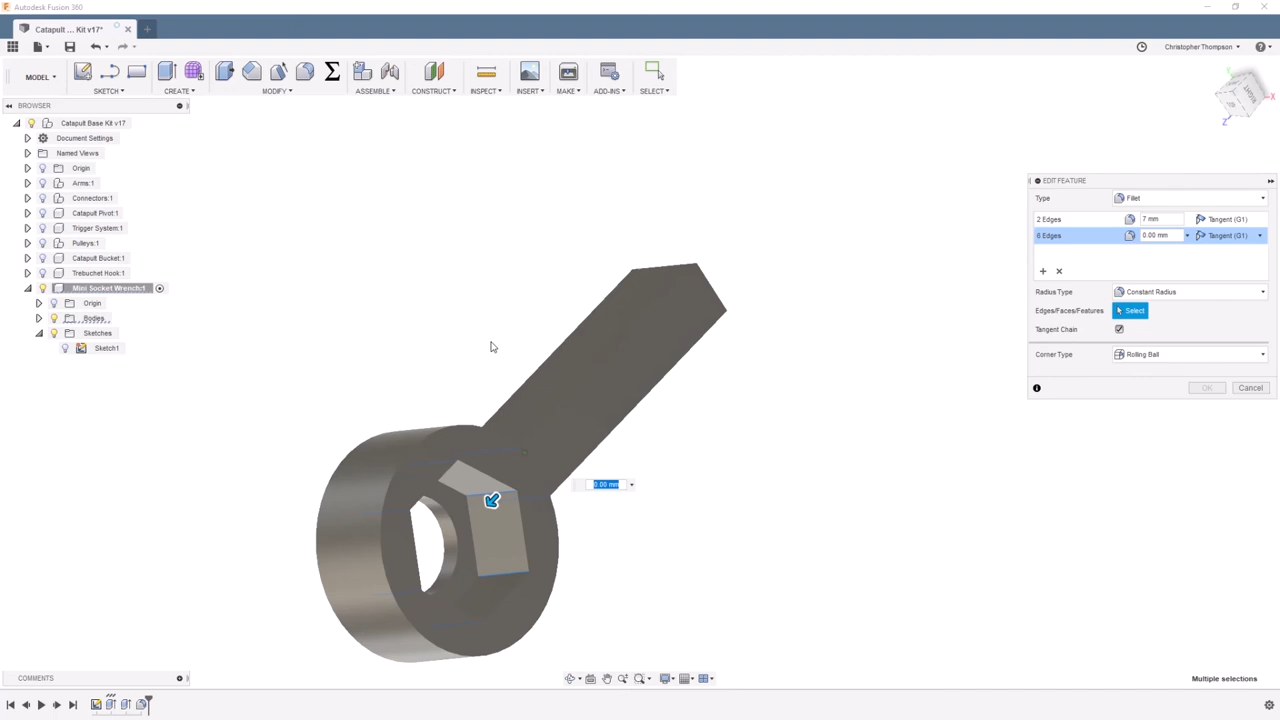 Autodesk Fusion 360
Catapult ... Kit v17*
Christopher Thompson
MODEL
SKETCH
CREATE
MODIFY
ASSEMBLE
CONSTRUCT
INSPECT
INSERT
MAKE
ADD-INS
SELECT
BROWSER
Catapult Base Kit v17
Document Settings
Named Views
Origin
Arms:1
Connectors:1
Catapult Pivot:1
Trigger System:1
Pulleys:1
Catapult Bucket:1
Trebuchet Hook:1
Mini Socket Wrench:1
Origin
Bodies
Sketches
Sketch1
RIGHT
X
Z
EDIT FEATURE
Type Fillet
2 Edges 7 mm Tangent (G1)
6 Edges 0.00 mm Tangent (G1)
Radius Type Constant Radius
Edges/Faces/Features Select
Tangent Chain
Corner Type Rolling Ball
OK Cancel
0.00 mm
COMMENTS
Multiple selections